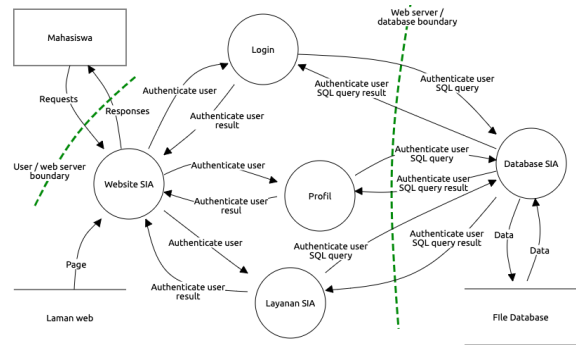 Web server /
database boundary
Mahasiswa
Login
Authenticate user
SQL query
Authenticate user
SQL query result
Authenticate user
Requests
Responses
Authenticate user
result
User / web server
boundary
Website SIA
Authenticate user
Authenticate user
resul
Profil
Authenticate user
SQL query
Authenticate user
SQL query result
Database SIA
Authenticate user
Authenticate user
SQL query
Authenticate user
SQL query result
Data
Data
Page
Authenticate user
result
Layanan SIA
Laman web
FIle Database